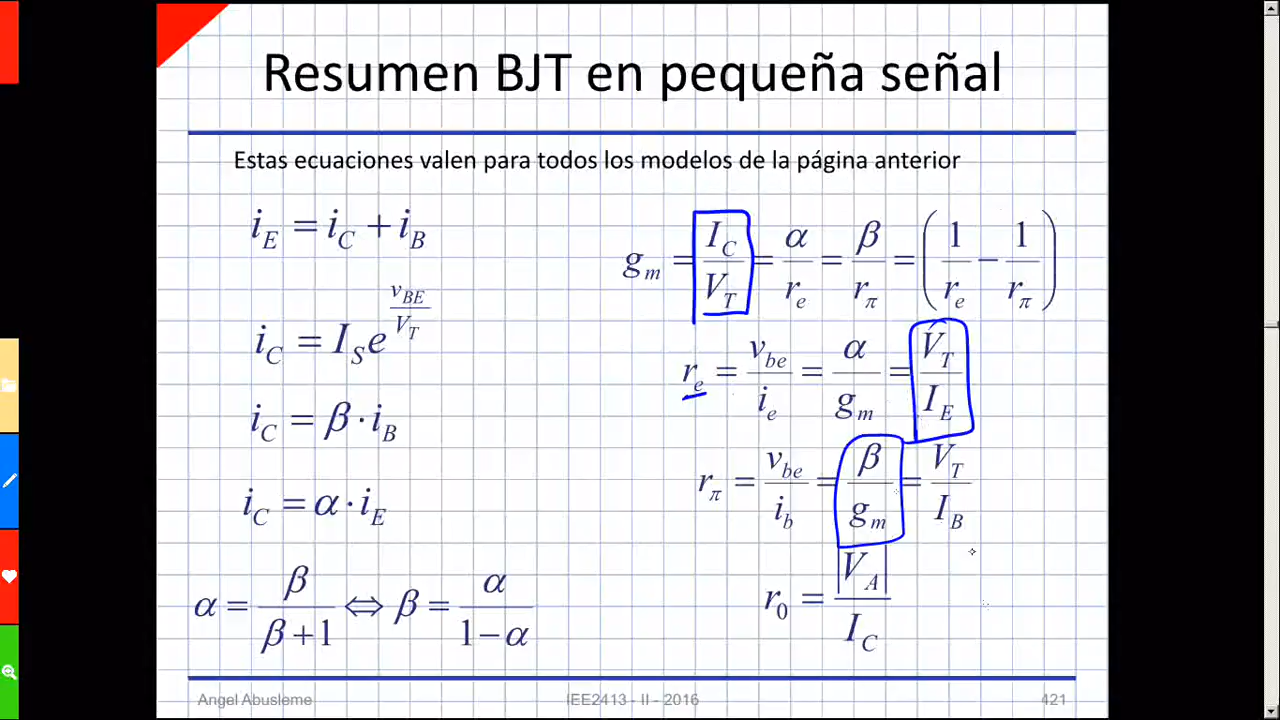 Resumen BJT en pequeña señal
Estas ecuaciones valen para todos los modelos de la página anterior
i_E = i_C + i_B
i_C = I_S e^{v_BE / V_T}
i_C = β · i_B
i_C = α · i_E
α = β / (β + 1) ⇔ β = α / (1 − α)
g_m = I_C / V_T = α / r_e = β / r_π = (1 / r_e − 1 / r_π)
r_e = v_be / i_e = α / g_m = V_T / I_E
r_π = v_be / i_b = β / g_m = V_T / I_B
r_0 = |V_A| / I_C
Angel Abusleme IEE2413 - II - 2016 421